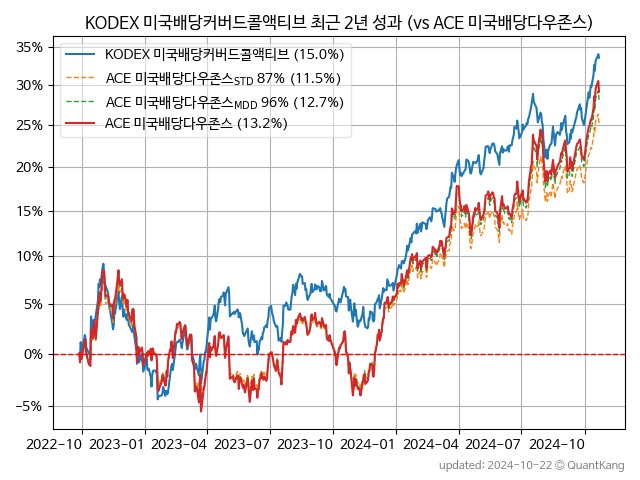 KODEX 미국배당커버드콜액티브 최근 2년 성과 (vs ACE 미국배당다우존스)
KODEX 미국배당커버드콜액티브 (15.0%)
ACE 미국배당다우존스STD 87% (11.5%)
ACE 미국배당다우존스MDD 96% (12.7%)
ACE 미국배당다우존스 (13.2%)
35%
30%
25%
20%
15%
10%
5%
0%
−5%
2022-10 2023-01 2023-04 2023-07 2023-10 2024-01 2024-04 2024-07 2024-10
updated: 2024-10-22 © QuantKang